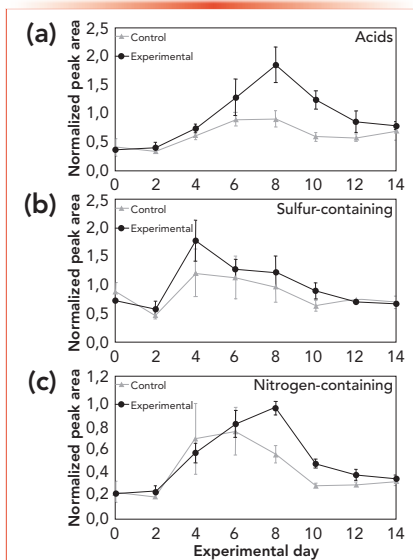 (a)
Normalized peak area
2,5
2,0
1,5
1,0
0,5
0,0
Control
Experimental
Acids
0 2 4 6 8 10 12 14
(b)
Normalized peak area
2,5
2,0
1,5
1,0
0,5
0,0
Control
Experimental
Sulfur-containing
0 2 4 6 8 10 12 14
(c)
Normalized peak area
1,2
1,0
0,8
0,6
0,4
0,2
0,0
Control
Experimental
Nitrogen-containing
0 2 4 6 8 10 12 14
Experimental day